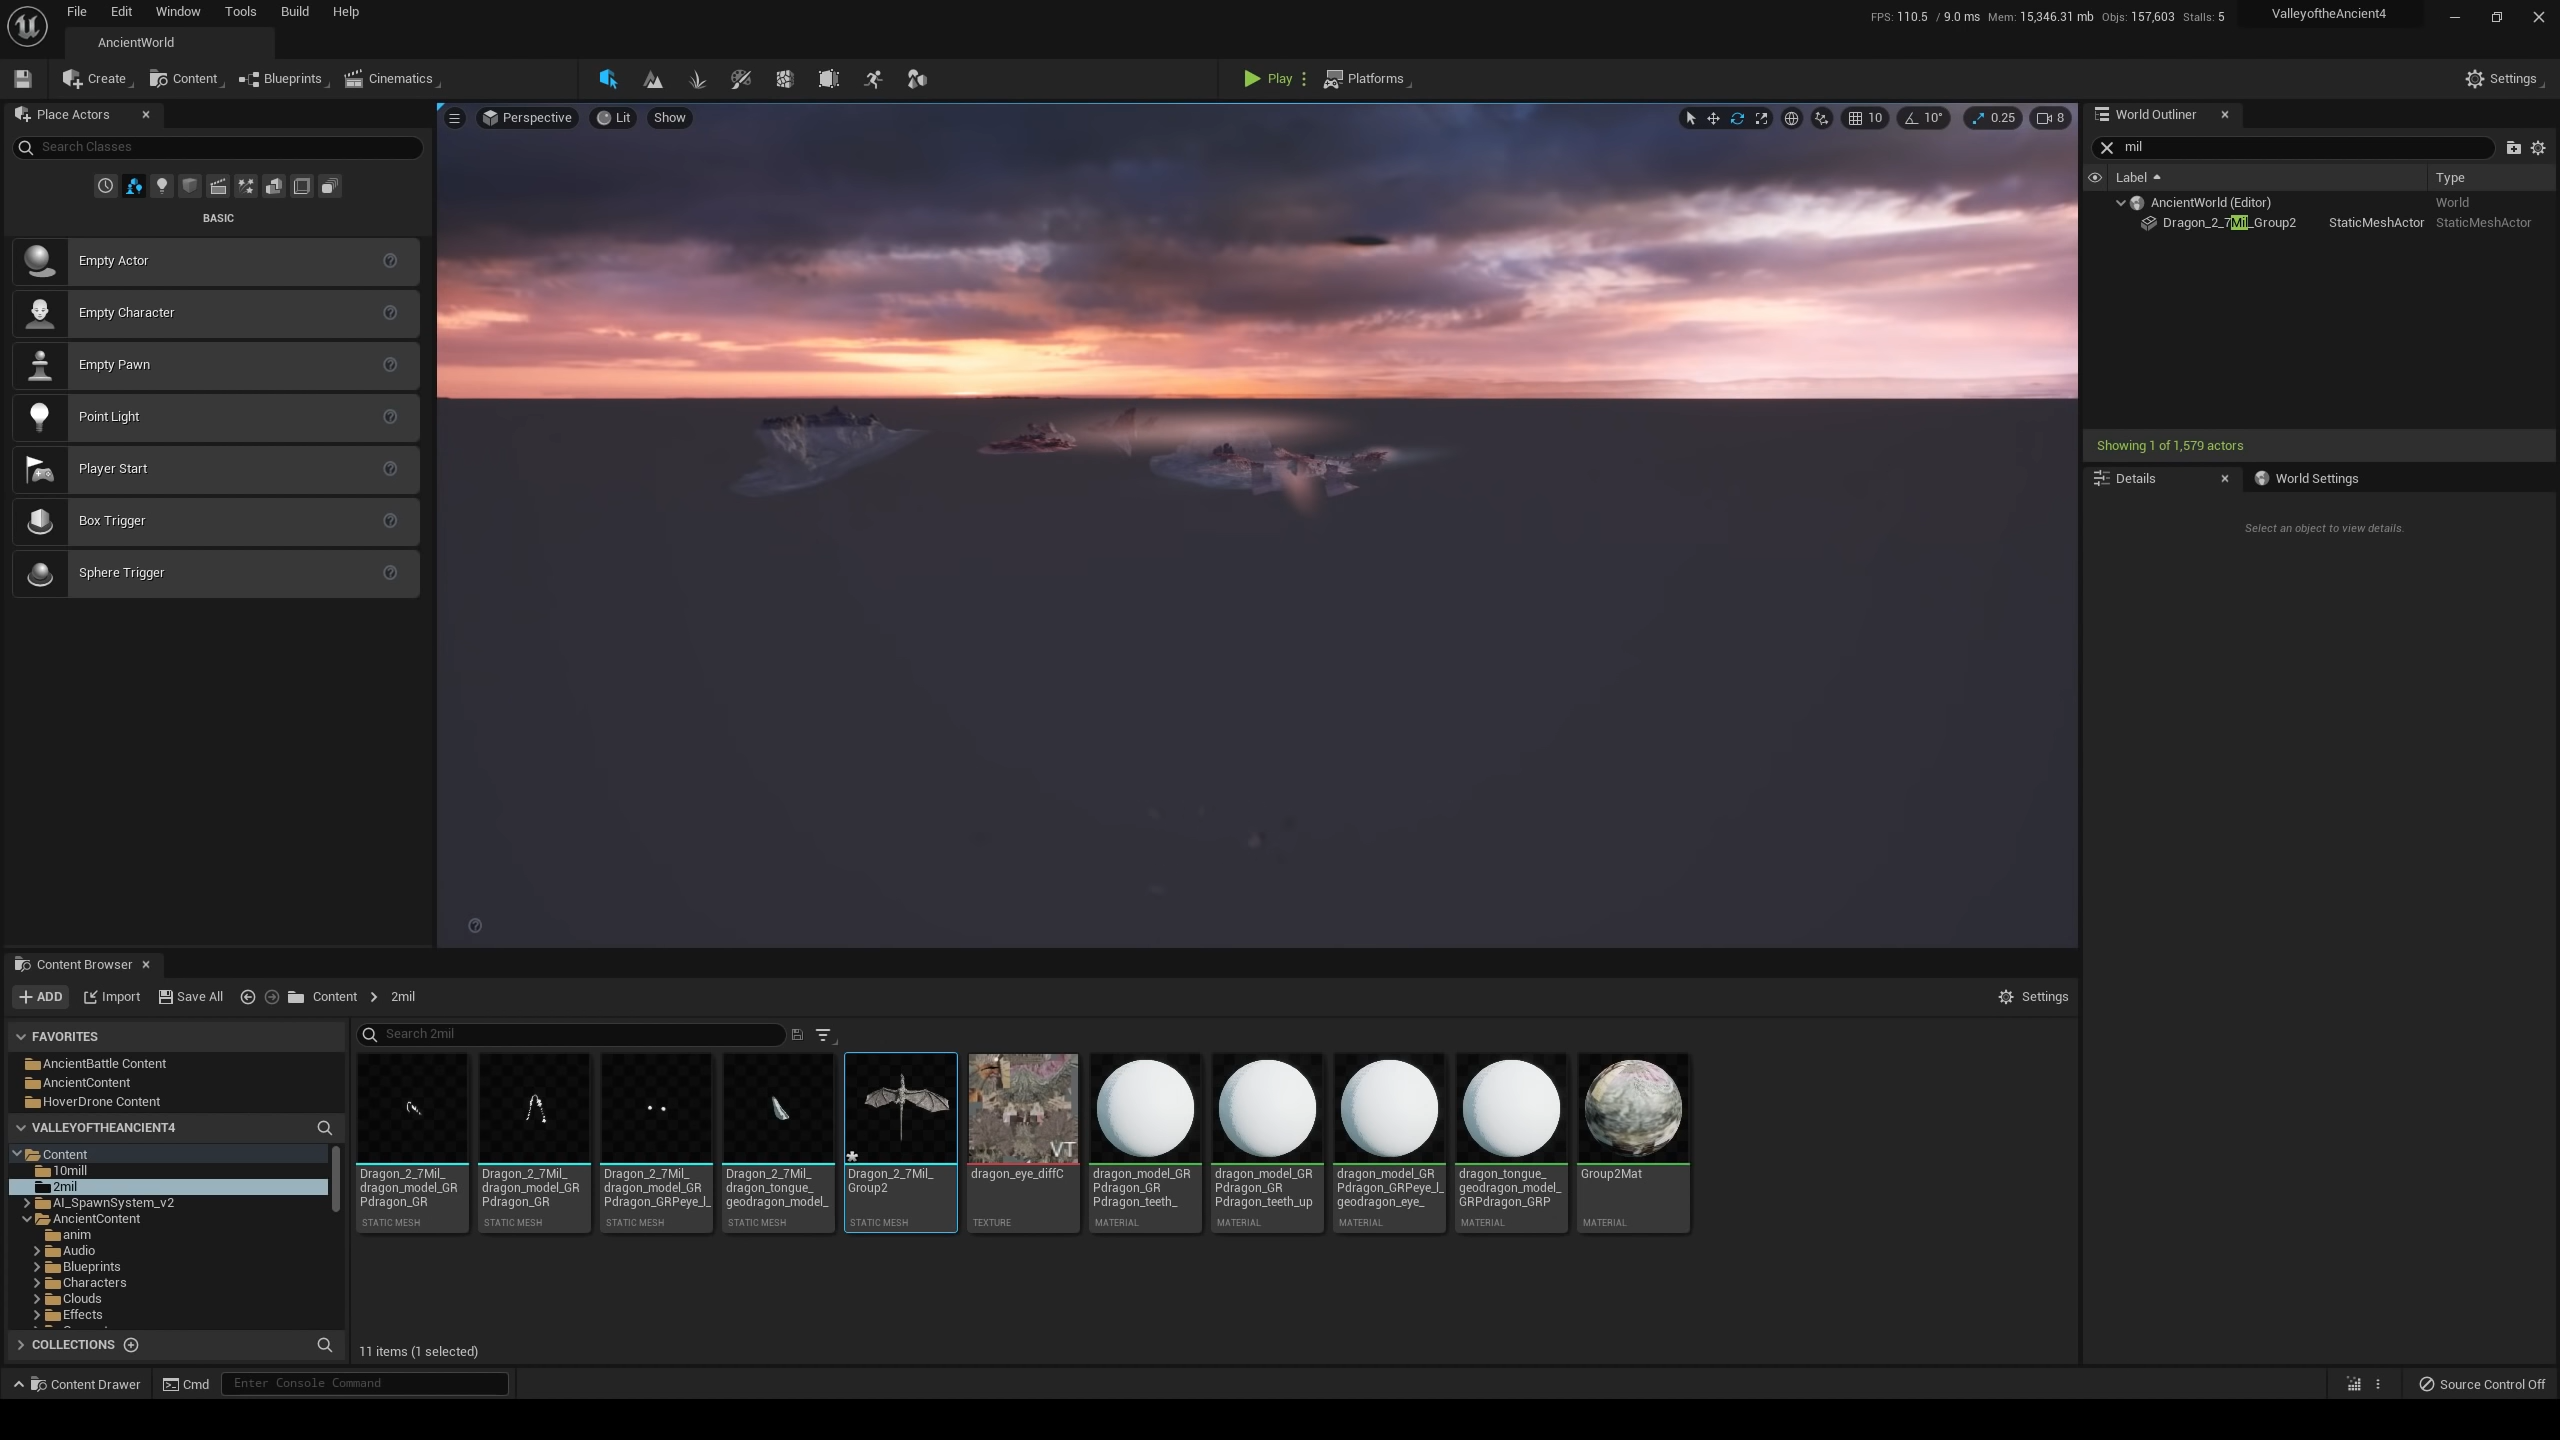 File Edit Window Tools Build Help
FPS: 110.5 / 9.0 ms Mem: 15,346.31 mb Objs: 157,603 Stalls: 5
ValleyoftheAncient4
AncientWorld
Create Content Blueprints Cinematics
Play Platforms
Settings
Place Actors
Search Classes
BASIC
Empty Actor
Empty Character
Empty Pawn
Point Light
Player Start
Box Trigger
Sphere Trigger
Perspective Lit Show
10 10° 0.25 8
World Outliner
mil
Label Type
AncientWorld (Editor) World
Dragon_2_7Mil_Group2 StaticMeshActor StaticMeshActor
Showing 1 of 1,579 actors
Details World Settings
Select an object to view details.
Content Browser
ADD Import Save All Content 2mil
Settings
FAVORITES
AncientBattle Content
AncientContent
HoverDrone Content
VALLEYOFTHEANCIENT4
Content
10mill
2mil
AI_SpawnSystem_v2
AncientContent
anim
Audio
Blueprints
Characters
Clouds
Effects
COLLECTIONS
Search 2mil
Dragon_2_7Mil_
dragon_model_GR
Pdragon_GR
STATIC MESH
Dragon_2_7Mil_
dragon_model_GR
Pdragon_GR
STATIC MESH
Dragon_2_7Mil_
dragon_model_GR
Pdragon_GRPeye_l_
STATIC MESH
Dragon_2_7Mil_
dragon_tongue_
geodragon_model_
STATIC MESH
Dragon_2_7Mil_
Group2
STATIC MESH
VT
dragon_eye_diffC
TEXTURE
dragon_model_GR
Pdragon_GR
Pdragon_teeth_
MATERIAL
dragon_model_GR
Pdragon_GR
Pdragon_teeth_up
MATERIAL
dragon_model_GR
Pdragon_GRPeye_l_
geodragon_eye_
MATERIAL
dragon_tongue_
geodragon_model_
GRPdragon_GRP
MATERIAL
Group2Mat
MATERIAL
11 items (1 selected)
Content Drawer Cmd Enter Console Command
Source Control Off